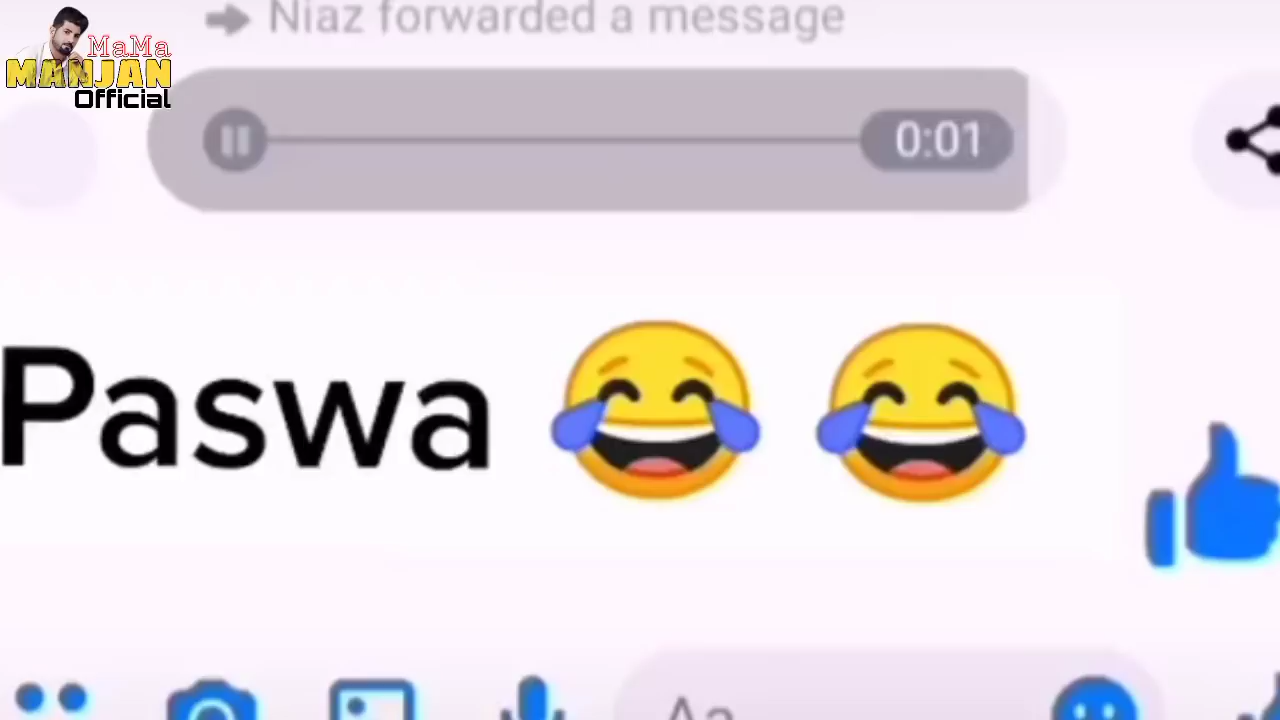 Niaz forwarded a message
MaMa
MANJAN
Official
0:01
Paswa 😂 😂
Aa